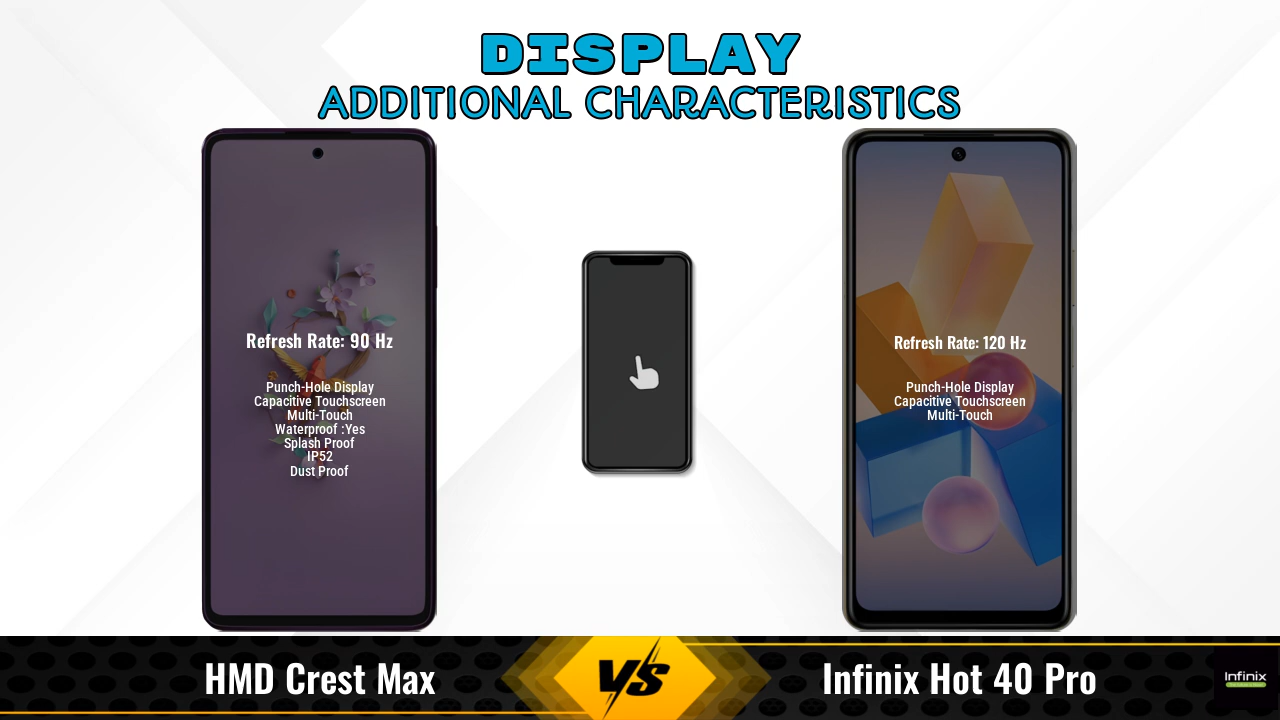 DISPLAY
ADDITIONAL CHARACTERISTICS
Refresh Rate: 90 Hz
Punch-Hole Display
Capacitive Touchscreen
Multi-Touch
Waterproof :Yes
Splash Proof
IP52
Dust Proof
Refresh Rate: 120 Hz
Punch-Hole Display
Capacitive Touchscreen
Multi-Touch
HMD Crest Max
VS
Infinix Hot 40 Pro
Infinix